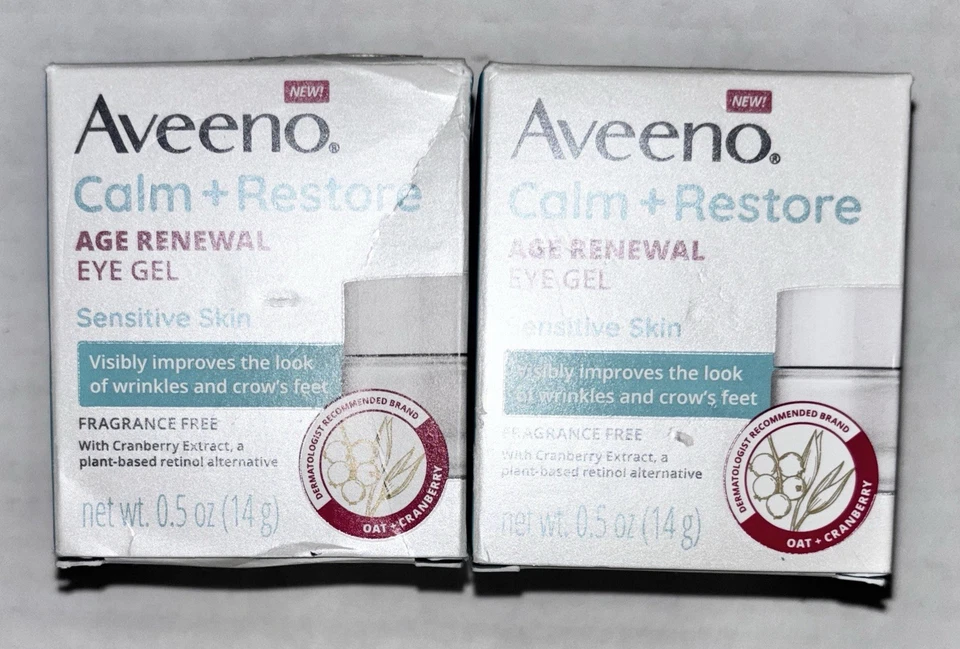 NEW!
Aveeno®
Calm + Restore
AGE RENEWAL
EYE GEL
Sensitive Skin
Visibly improves the look
of wrinkles and crow's feet
FRAGRANCE FREE
With Cranberry Extract, a
plant-based retinol alternative
net wt. 0.5 oz (14 g)
DERMATOLOGIST RECOMMENDED BRAND
OAT + CRANBERRY
NEW!
Aveeno®
Calm + Restore
AGE RENEWAL
EYE GEL
Sensitive Skin
Visibly improves the look
of wrinkles and crow's feet
FRAGRANCE FREE
With Cranberry Extract, a
plant-based retinol alternative
net wt. 0.5 oz (14 g)
DERMATOLOGIST RECOMMENDED BRAND
OAT + CRANBERRY